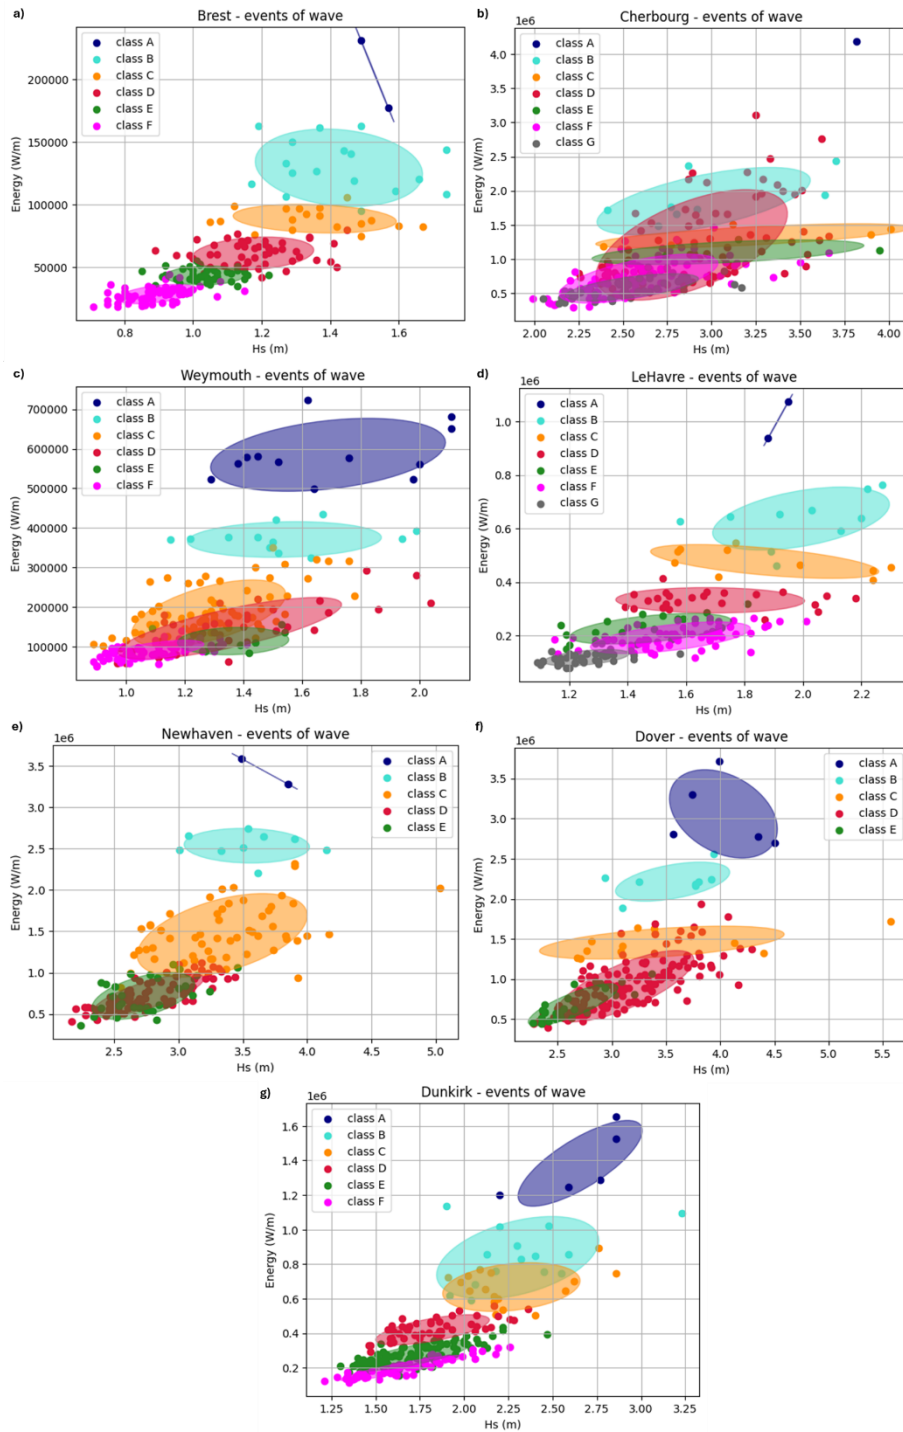 a)
Brest - events of wave
class A
class B
class C
class D
class E
class F
Energy (W/m)
200000
150000
100000
50000
0.8
1.0
1.2
1.4
1.6
Hs (m)
b)
Cherbourg - events of wave
1e6
class A
class B
class C
class D
class E
class F
class G
Energy (W/m)
4.0
3.5
3.0
2.5
2.0
1.5
1.0
0.5
2.00
2.25
2.50
2.75
3.00
3.25
3.50
3.75
4.00
Hs (m)
c)
Weymouth - events of wave
class A
class B
class C
class D
class E
class F
Energy (W/m)
700000
600000
500000
400000
300000
200000
100000
1.0
1.2
1.4
1.6
1.8
2.0
Hs (m)
d)
LeHavre - events of wave
1e6
class A
class B
class C
class D
class E
class F
class G
Energy (W/m)
1.0
0.8
0.6
0.4
0.2
1.2
1.4
1.6
1.8
2.0
2.2
Hs (m)
e)
Newhaven - events of wave
1e6
class A
class B
class C
class D
class E
Energy (W/m)
3.5
3.0
2.5
2.0
1.5
1.0
0.5
2.5
3.0
3.5
4.0
4.5
5.0
Hs (m)
f)
Dover - events of wave
1e6
class A
class B
class C
class D
class E
Energy (W/m)
3.5
3.0
2.5
2.0
1.5
1.0
0.5
2.5
3.0
3.5
4.0
4.5
5.0
5.5
Hs (m)
g)
Dunkirk - events of wave
1e6
class A
class B
class C
class D
class E
class F
Energy (W/m)
1.6
1.4
1.2
1.0
0.8
0.6
0.4
0.2
1.25
1.50
1.75
2.00
2.25
2.50
2.75
3.00
3.25
Hs (m)